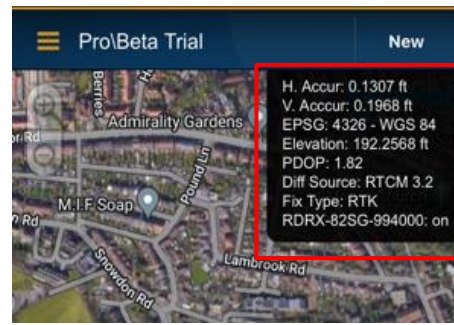 Pro\Beta Trial
New
Berries
H. Accur: 0.1307 ft
V. Acccur: 0.1968 ft
EPSG: 4326 - WGS 84
Elevation: 192.2568 ft
PDOP: 1.82
Diff Source: RTCM 3.2
Fix Type: RTK
RDRX-82SG-994000: on
Admirality Gardens
Rd
Pound Ln
M.I.F Soap
Rd
Snowdon Rd
Lambrook Rd